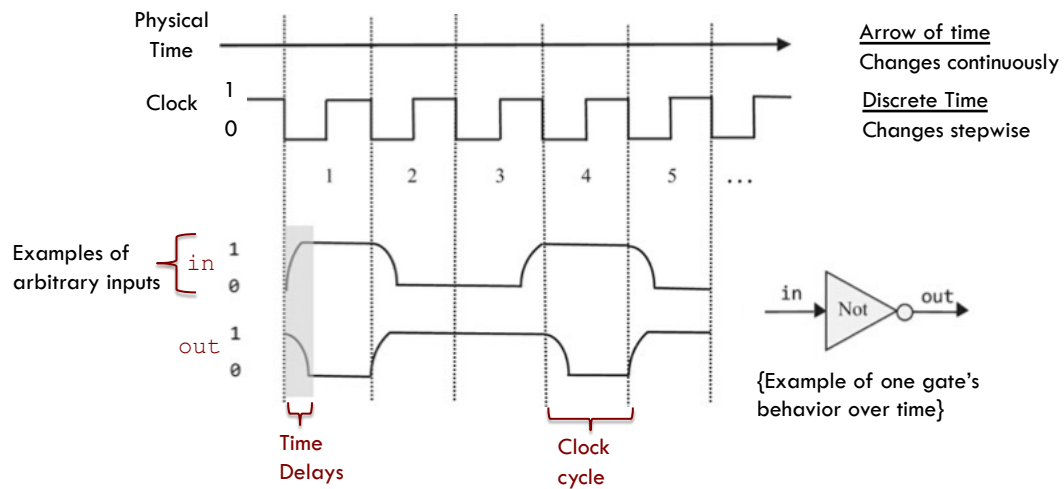 Physical
Time
Arrow of time
Changes continuously
1
Clock
0
Discrete Time
Changes stepwise
1 2 3 4 5 ...
Examples of
arbitrary inputs
in
1
0
out
1
0
in Not out
{Example of one gate's
behavior over time}
Time
Delays
Clock
cycle